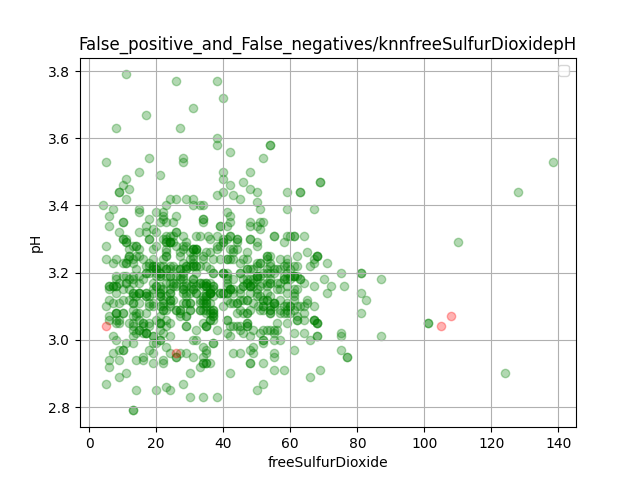 False_positive_and_False_negatives/knnfreeSulfurDioxidepH
3.8
3.6
3.4
3.2
3.0
2.8
pH
0 20 40 60 80 100 120 140
freeSulfurDioxide